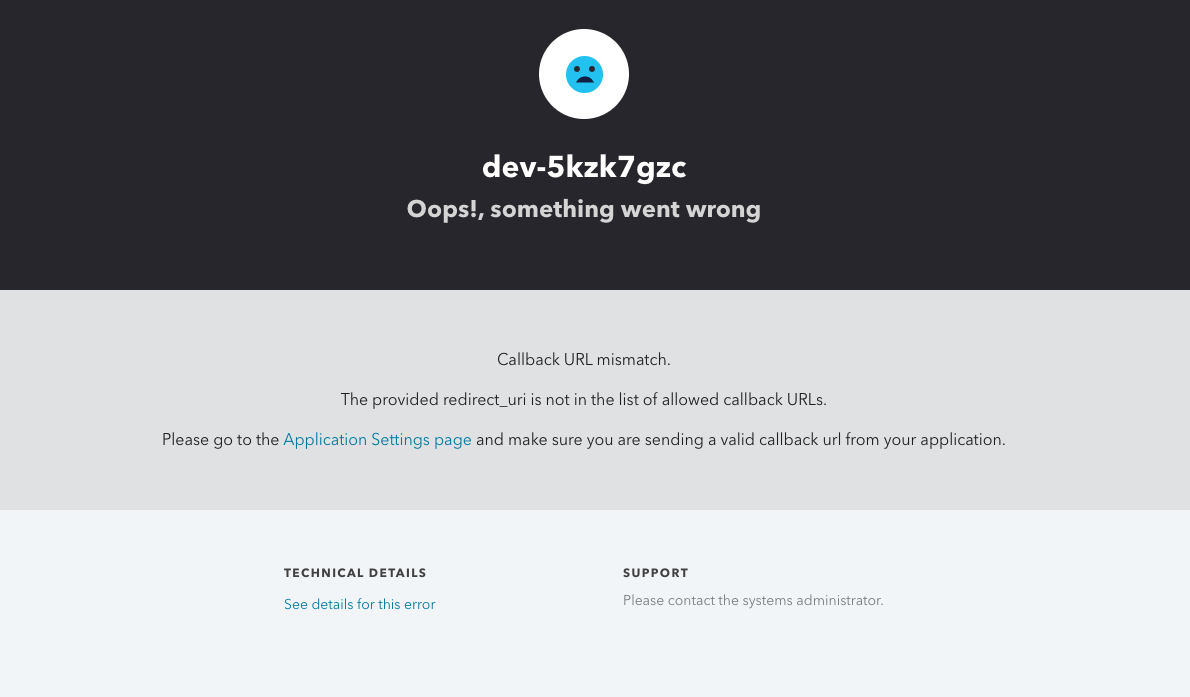 dev-5kzk7gzc
Oops!, something went wrong
Callback URL mismatch.
The provided redirect_uri is not in the list of allowed callback URLs.
Please go to the Application Settings page and make sure you are sending a valid callback url from your application.
TECHNICAL DETAILS
See details for this error
SUPPORT
Please contact the systems administrator.